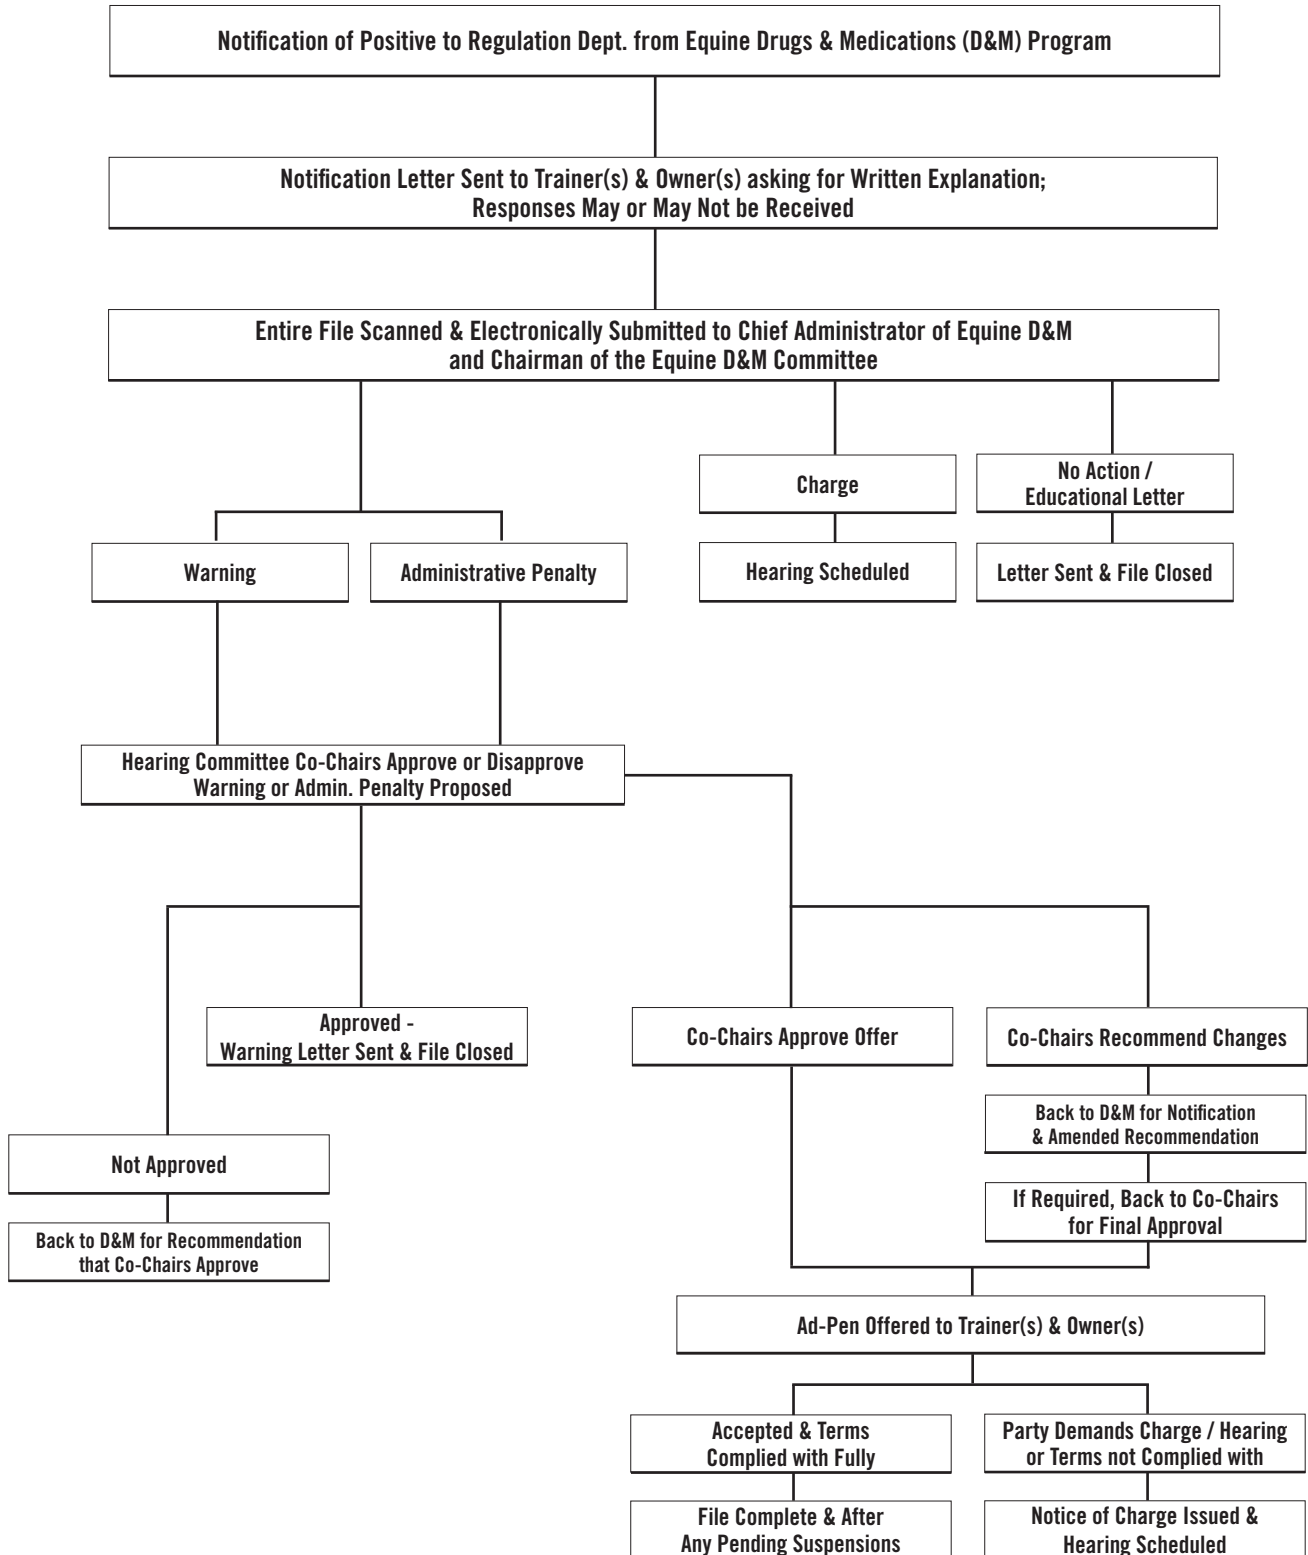 Notification of Positive to Regulation Dept. from Equine Drugs & Medications (D&M) Program
Notification Letter Sent to Trainer(s) & Owner(s) asking for Written Explanation;
Responses May or May Not be Received
Entire File Scanned & Electronically Submitted to Chief Administrator of Equine D&M
and Chairman of the Equine D&M Committee
Charge
No Action /
Educational Letter
Warning
Administrative Penalty
Hearing Scheduled
Letter Sent & File Closed
Hearing Committee Co-Chairs Approve or Disapprove
Warning or Admin. Penalty Proposed
Approved -
Warning Letter Sent & File Closed
Co-Chairs Approve Offer
Co-Chairs Recommend Changes
Back to D&M for Notification
& Amended Recommendation
Not Approved
If Required, Back to Co-Chairs
for Final Approval
Back to D&M for Recommendation
that Co-Chairs Approve
Ad-Pen Offered to Trainer(s) & Owner(s)
Accepted & Terms
Complied with Fully
Party Demands Charge / Hearing
or Terms not Complied with
File Complete & After
Any Pending Suspensions
Notice of Charge Issued &
Hearing Scheduled